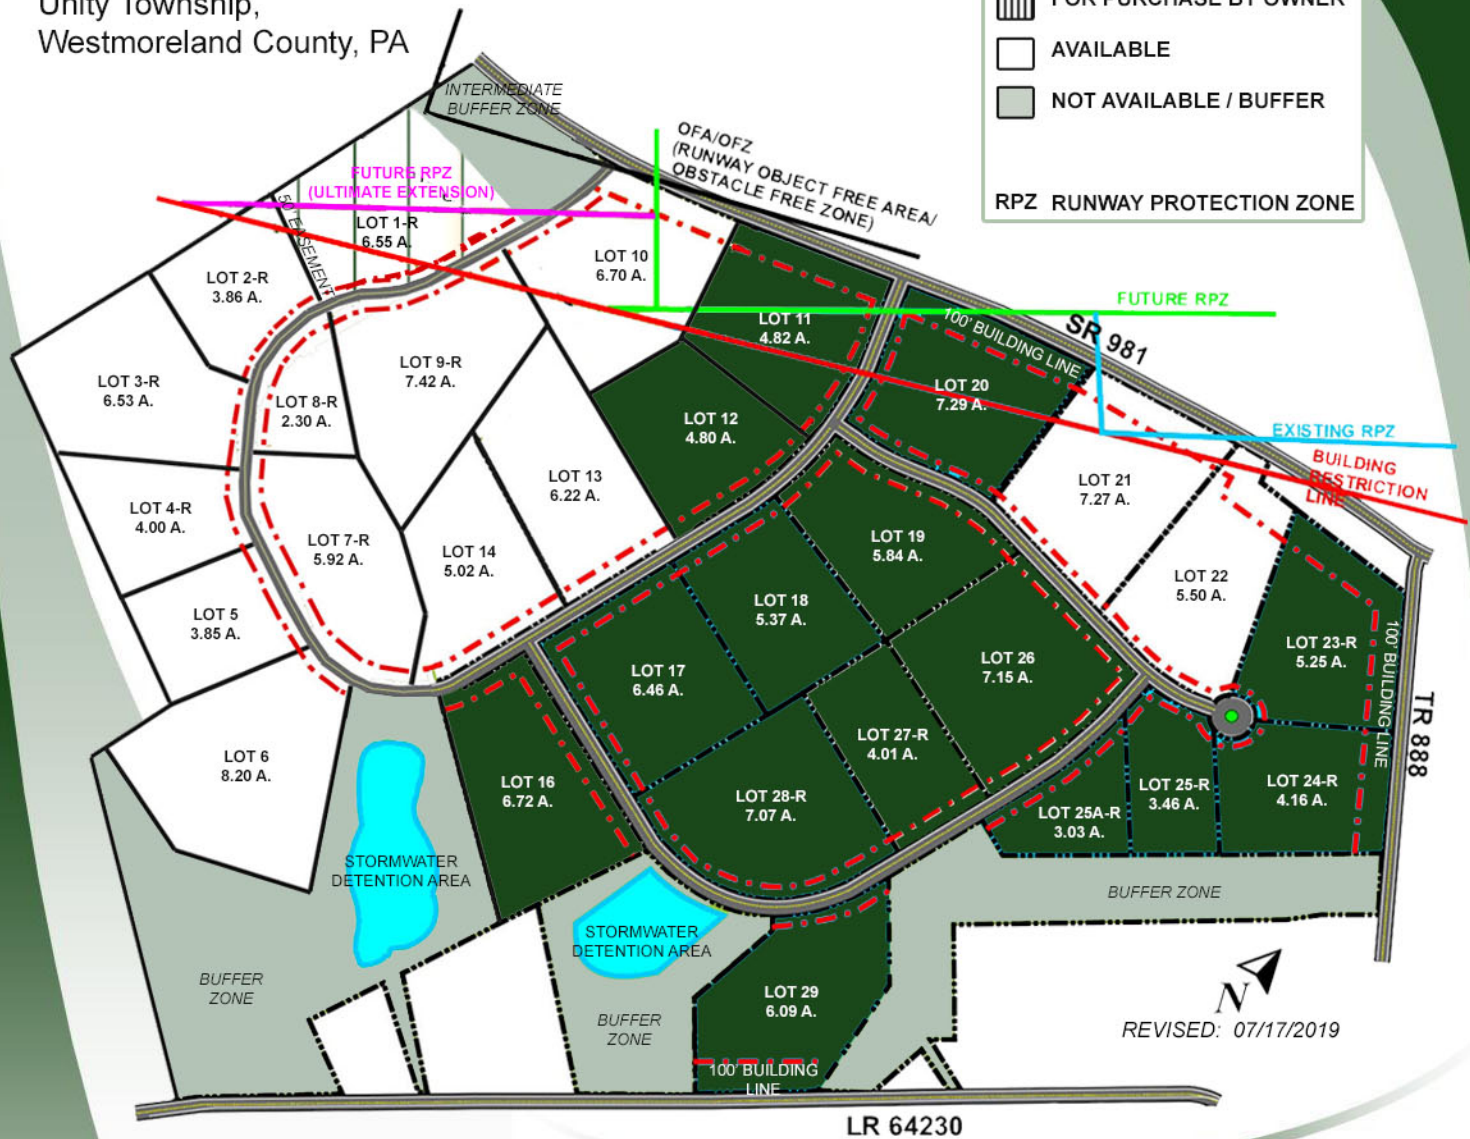 Unity Township,
Westmoreland County, PA
FOR PURCHASE BY OWNER
AVAILABLE
NOT AVAILABLE / BUFFER
RPZ RUNWAY PROTECTION ZONE
INTERMEDIATE
BUFFER ZONE
OFA/OFZ
(RUNWAY OBJECT FREE AREA/
OBSTACLE FREE ZONE)
FUTURE RPZ
(ULTIMATE EXTENSION)
50' EASEMENT
LOT 1-R
6.55 A.
LOT 2-R
3.86 A.
LOT 10
6.70 A.
FUTURE RPZ
SR 981
100' BUILDING LINE
LOT 11
4.82 A.
LOT 3-R
6.53 A.
LOT 9-R
7.42 A.
LOT 8-R
2.30 A.
LOT 20
7.29 A.
LOT 12
4.80 A.
EXISTING RPZ
BUILDING
RESTRICTION
LINE
LOT 13
6.22 A.
LOT 21
7.27 A.
LOT 4-R
4.00 A.
LOT 7-R
5.92 A.
LOT 14
5.02 A.
LOT 19
5.84 A.
LOT 22
5.50 A.
LOT 5
3.85 A.
LOT 18
5.37 A.
LOT 23-R
5.25 A.
100' BUILDING LINE
TR 888
LOT 17
6.46 A.
LOT 26
7.15 A.
LOT 6
8.20 A.
LOT 16
6.72 A.
LOT 27-R
4.01 A.
LOT 28-R
7.07 A.
LOT 25A-R
3.03 A.
LOT 25-R
3.46 A.
LOT 24-R
4.16 A.
STORMWATER
DETENTION AREA
BUFFER ZONE
STORMWATER
DETENTION AREA
BUFFER
ZONE
BUFFER
ZONE
LOT 29
6.09 A.
100' BUILDING
LINE
N
REVISED: 07/17/2019
LR 64230